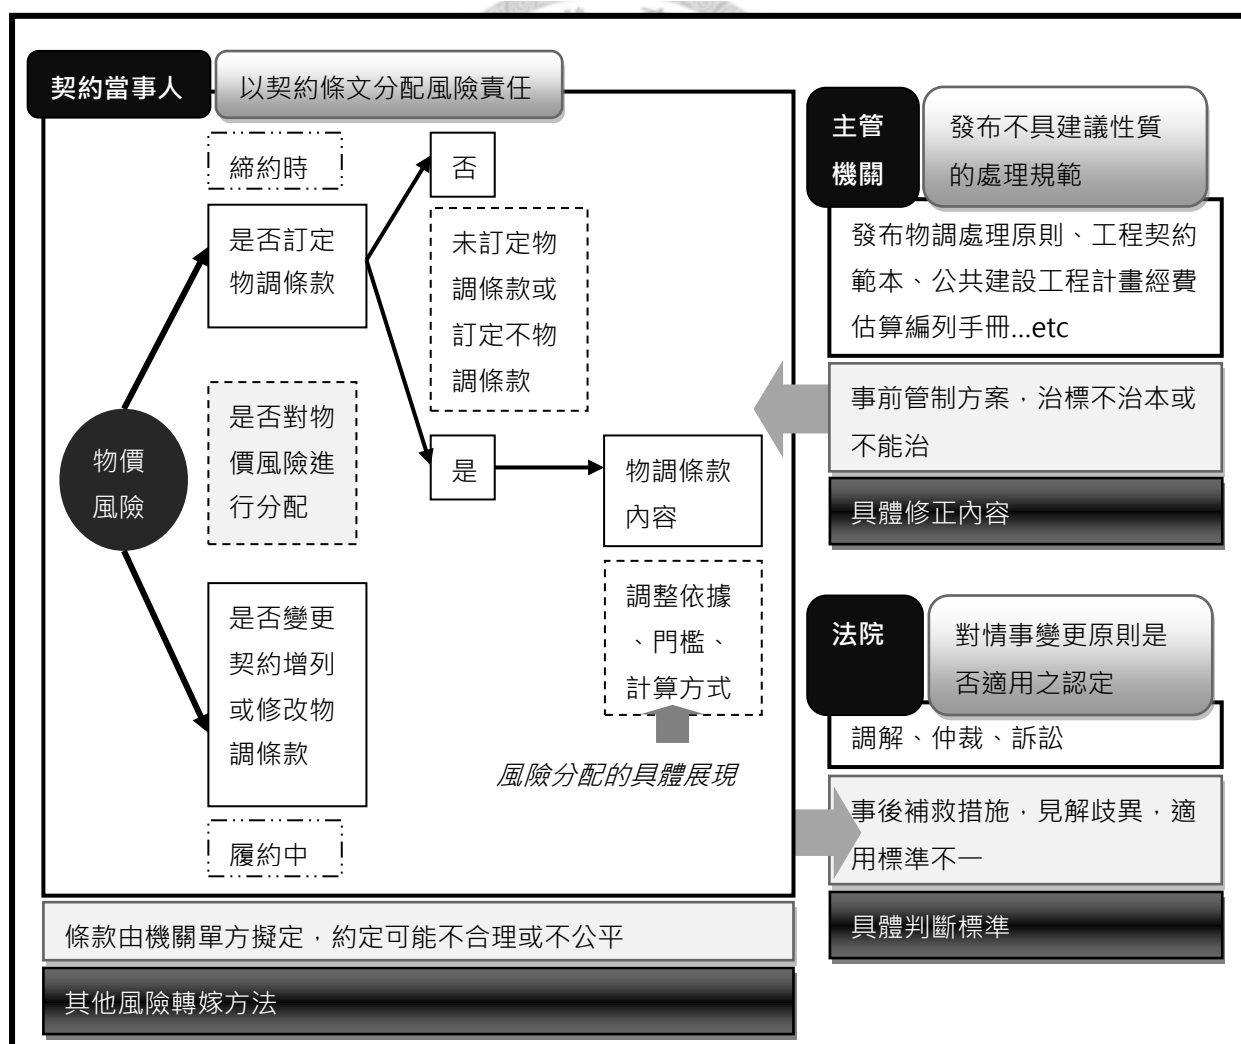 契約當事人
以契約條文分配風險責任
締約時
是否訂定
物調條款
否
未訂定物
調條款或
訂定不物
調條款
物價
風險
是否對物
價風險進
行分配
是
物調條款
內容
調整依據
、門檻、
計算方式
風險分配的具體展現
是否變更
契約增列
或修改物
調條款
履約中
條款由機關單方擬定，約定可能不合理或不公平
其他風險轉嫁方法
主管
機關
發布不具建議性質
的處理規範
發布物調處理原則、工程契約
範本、公共建設工程計畫經費
估算編列手冊...etc
事前管制方案，治標不治本或
不能治
具體修正內容
法院
對情事變更原則是
否適用之認定
調解、仲裁、訴訟
事後補救措施，見解歧異，適
用標準不一
具體判斷標準